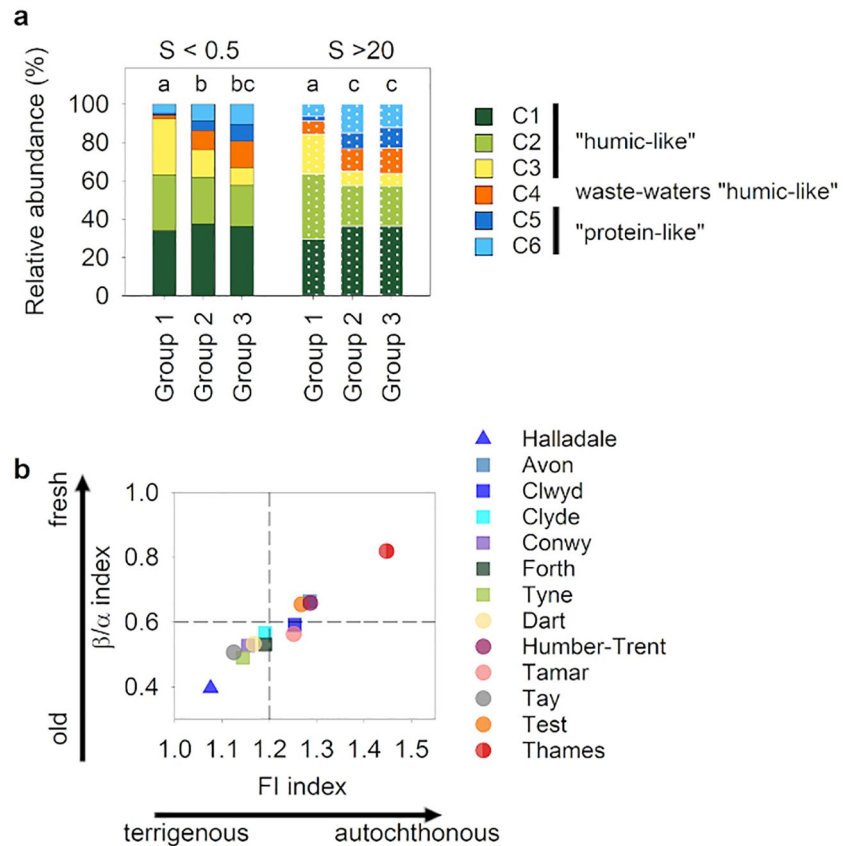 a
S < 0.5 S >20
a b bc a c c
Relative abundance (%)
100
80
60
40
20
0
Group 1 Group 2 Group 3 Group 1 Group 2 Group 3
C1
C2
C3
"humic-like"
C4 waste-waters "humic-like"
C5
C6
"protein-like"
b
fresh
old
β/α index
1.0
0.8
0.6
0.4
1.0 1.1 1.2 1.3 1.4 1.5
FI index
terrigenous autochthonous
Halladale
Avon
Clwyd
Clyde
Conwy
Forth
Tyne
Dart
Humber-Trent
Tamar
Tay
Test
Thames